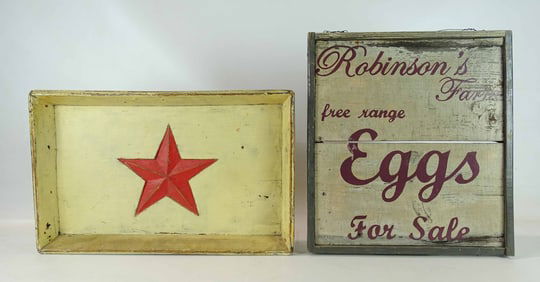 Robinson's
Farm
free range
Eggs
For Sale